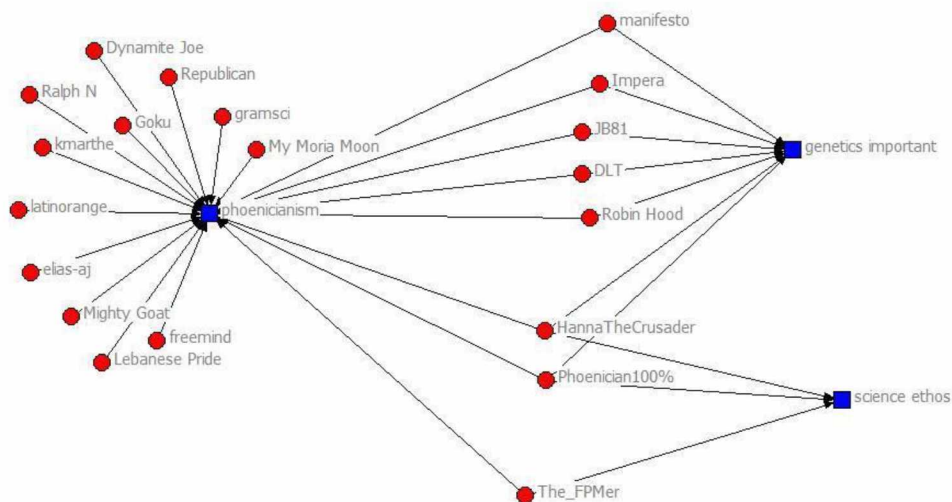 manifesto
Dynamite Joe
Republican
Impera
Ralph N
gramsci
Goku
JB81
kmarthe
My Moria Moon
genetics important
DLT
latinorange
phoenicianism
Robin Hood
elias-aj
Mighty Goat
HannaTheCrusader
freemind
Lebanese Pride
Phoenician100%
science ethos
The_FPMer